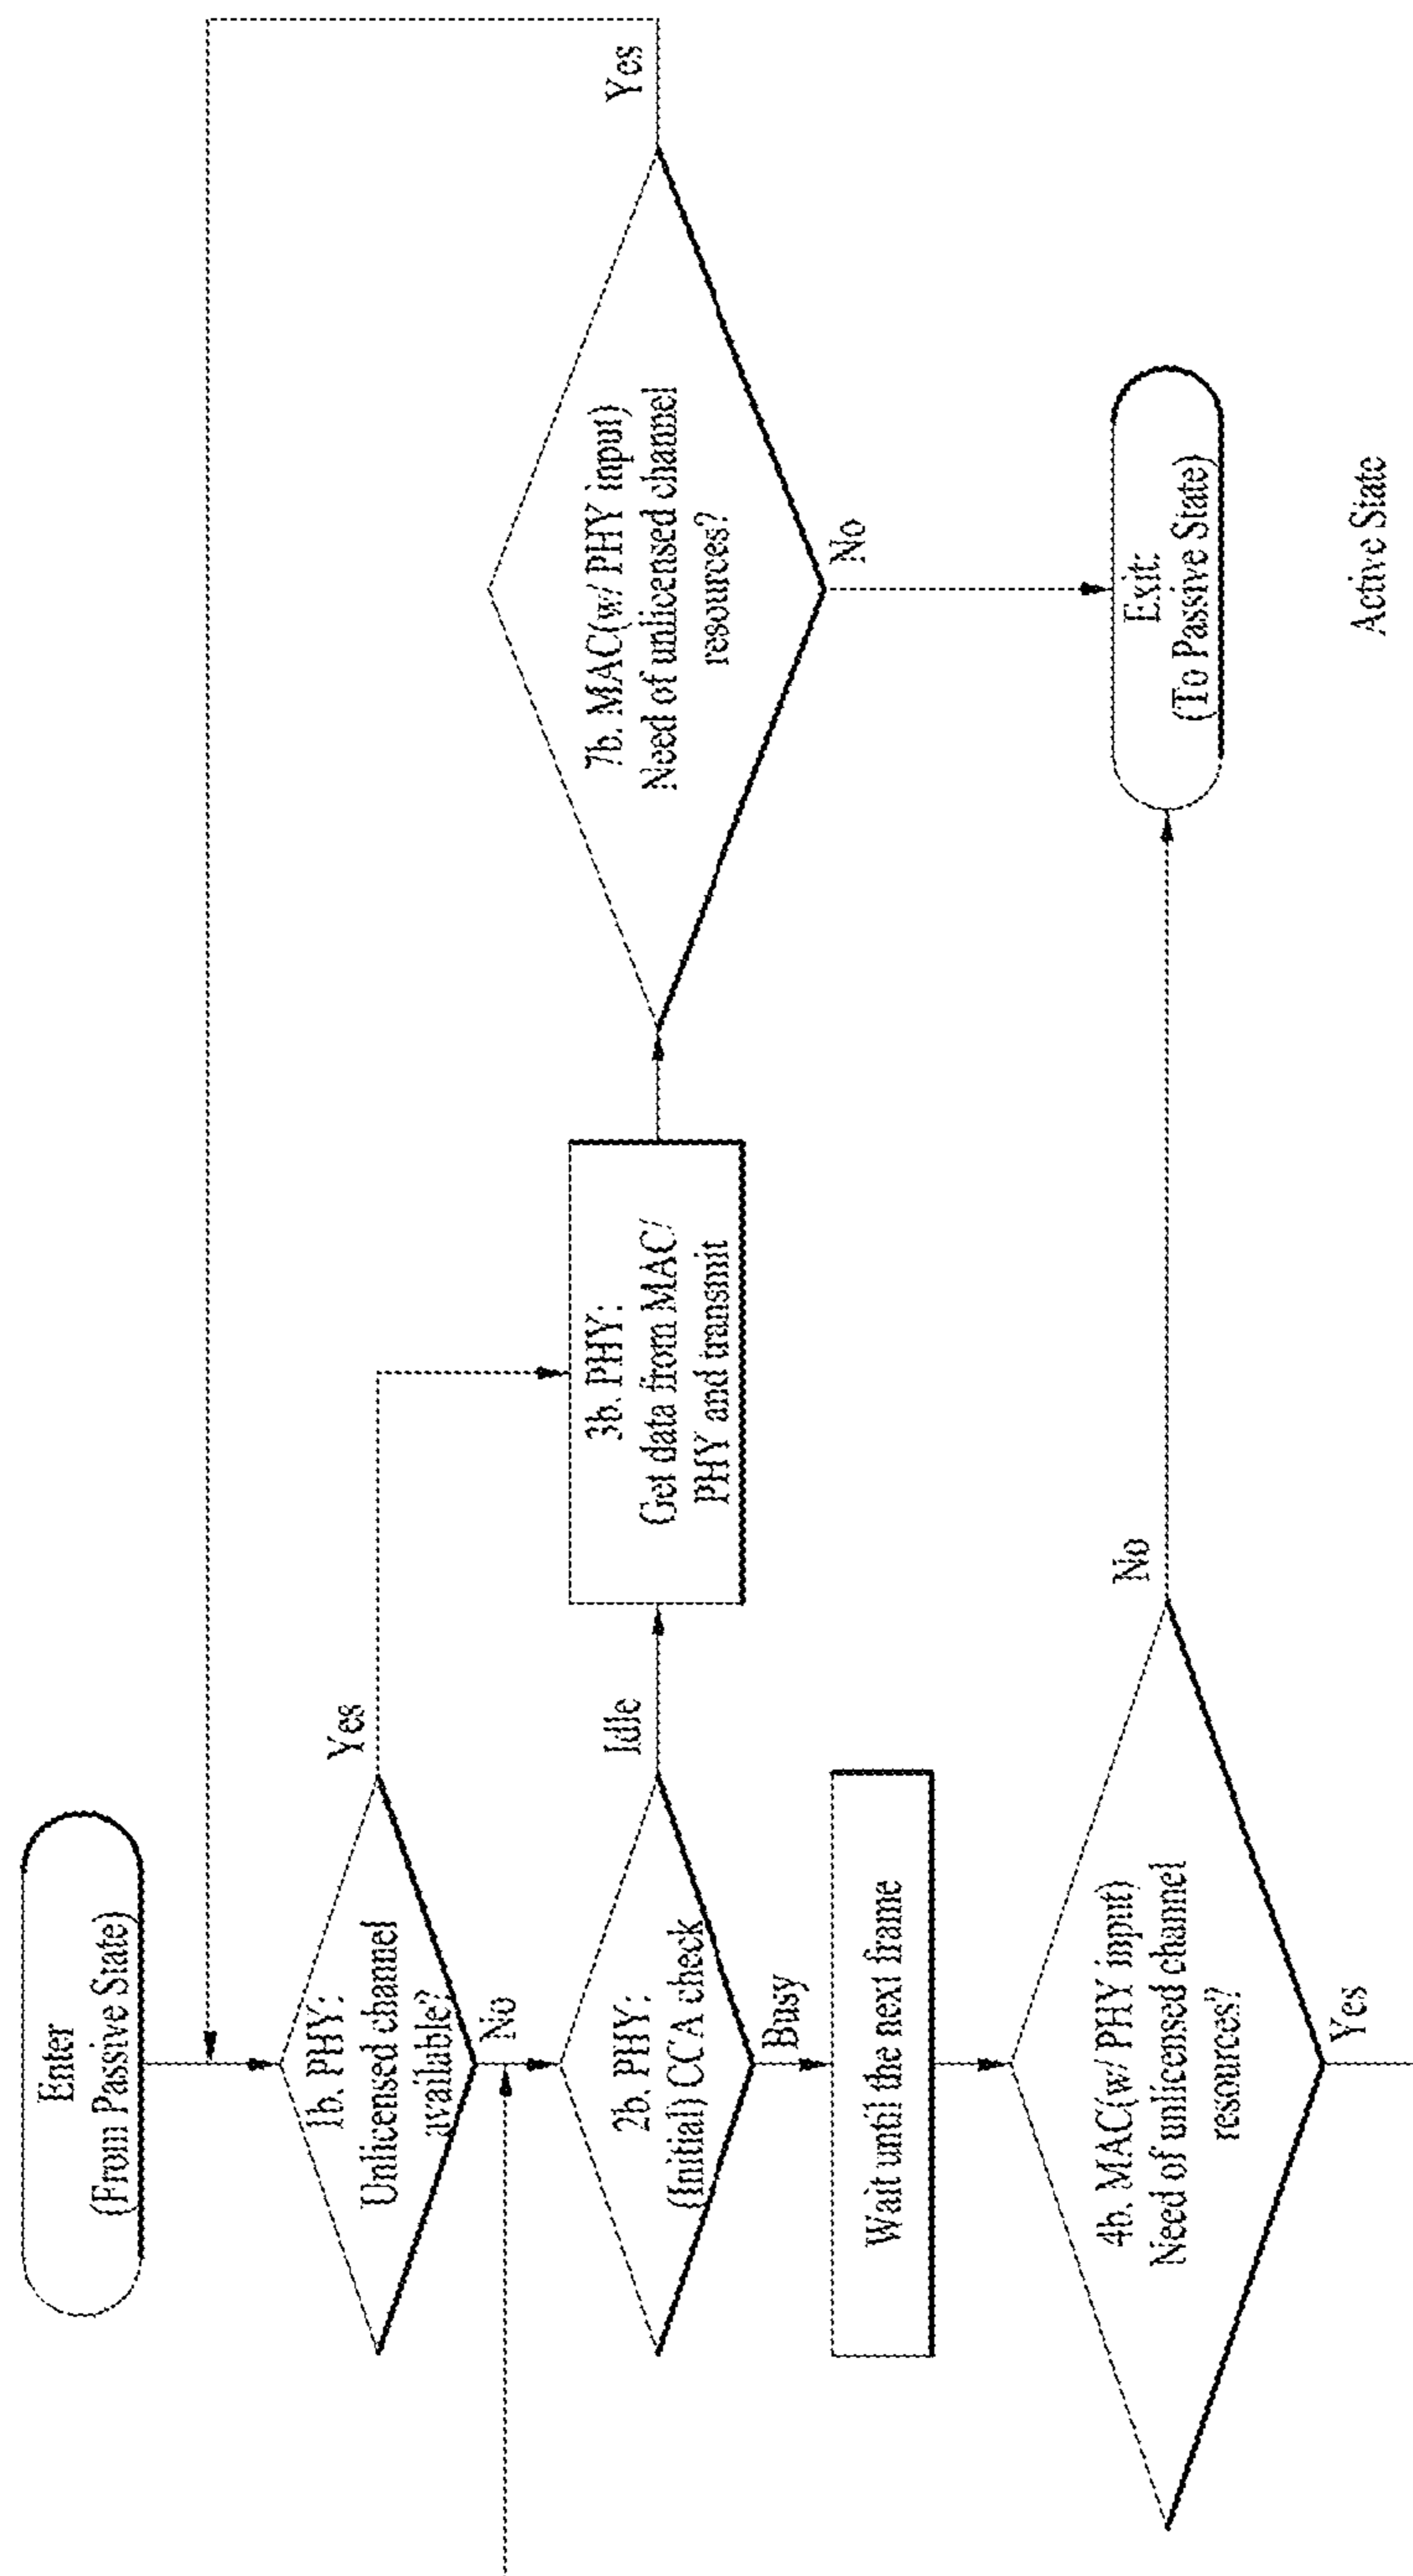 Enter
(From Passive State)
1b. PHY:
Unlicensed channel
available?
Yes
No
2b. PHY:
(Initial) CCA check
Idle
Busy
3b. PHY:
Get data from MAC/
PHY and transmit
7b. MAC(w/ PHY input)
Need of unlicensed channel
resources?
Yes
No
Wait until the next frame
4b. MAC(w/ PHY input)
Need of unlicensed channel
resources?
No
Yes
Exit:
(To Passive State)
Active State